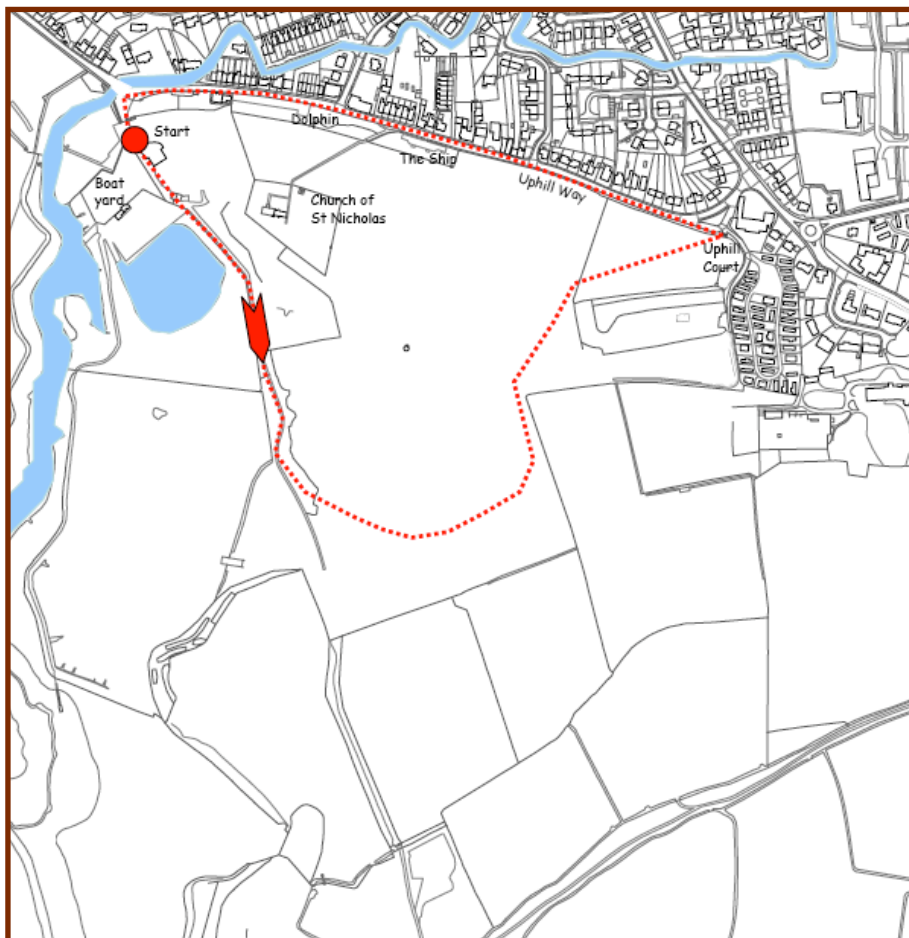 Dolphin
Start
The Ship
Boat
yard
Uphill Way
Church of
St Nicholas
Uphill
Court